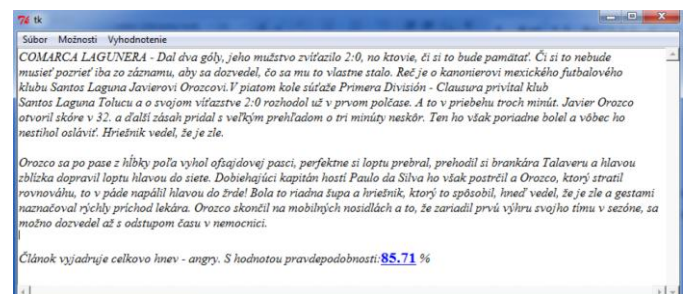 tk
Súbor Možnosti Vyhodnotenie
COMARCA LAGUNERA - Dal dva góly, jeho mužstvo zvíťazilo 2:0, no ktovie, či si to bude pamätať. Či si to nebude
musieť pozrieť iba zo záznamu, aby sa dozvedel, čo sa mu to vlastne stalo. Reč je o kanonierovi mexického futbalového
klubu Santos Laguna Javierovi Orozcovi.V piatom kole súťaže Primera División - Clausura privítal klub
Santos Laguna Tolucu a o svojom víťazstve 2:0 rozhodol už v prvom polčase. A to v priebehu troch minút. Javier Orozco
otvoril skóre v 32. a ďalší zásah pridal s veľkým prehľadom o tri minúty neskôr. Ten ho však poriadne bolel a vôbec ho
nestihol osláviť. Hriešnik vedel, že je zle.
Orozco sa po pase z hĺbky poľa vyhol ofsajdovej pasci, perfektne si loptu prebral, prehodil si brankára Talaveru a hlavou
zblízka dopravil loptu hlavou do siete. Dobiehajúci kapitán hostí Paulo da Silva ho však postrčil a Orozco, ktorý stratil
rovnováhu, to v páde napálil hlavou do žrde! Bola to riadna šupa a hriešnik, ktorý to spôsobil, hneď vedel, že je zle a gestami
naznačoval rýchly príchod lekára. Orozco skončil na mobilných nosidlách a to, že zariadil prvú výhru svojho tímu v sezóne, sa
možno dozvedel až s odstupom času v nemocnici.
Článok vyjadruje celkovo hnev - angry. S hodnotou pravdepodobnosti:85.71 %